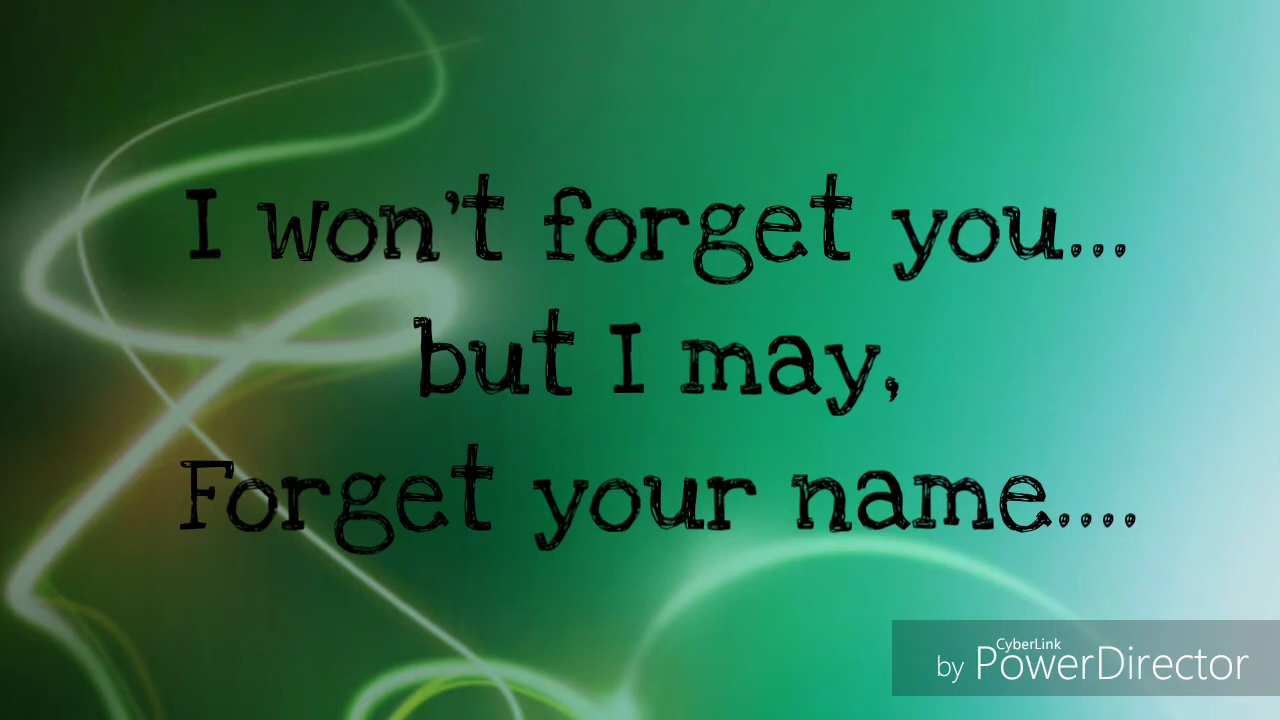 I won't forget you...
but I may,
Forget your name....
CyberLink
by PowerDirector